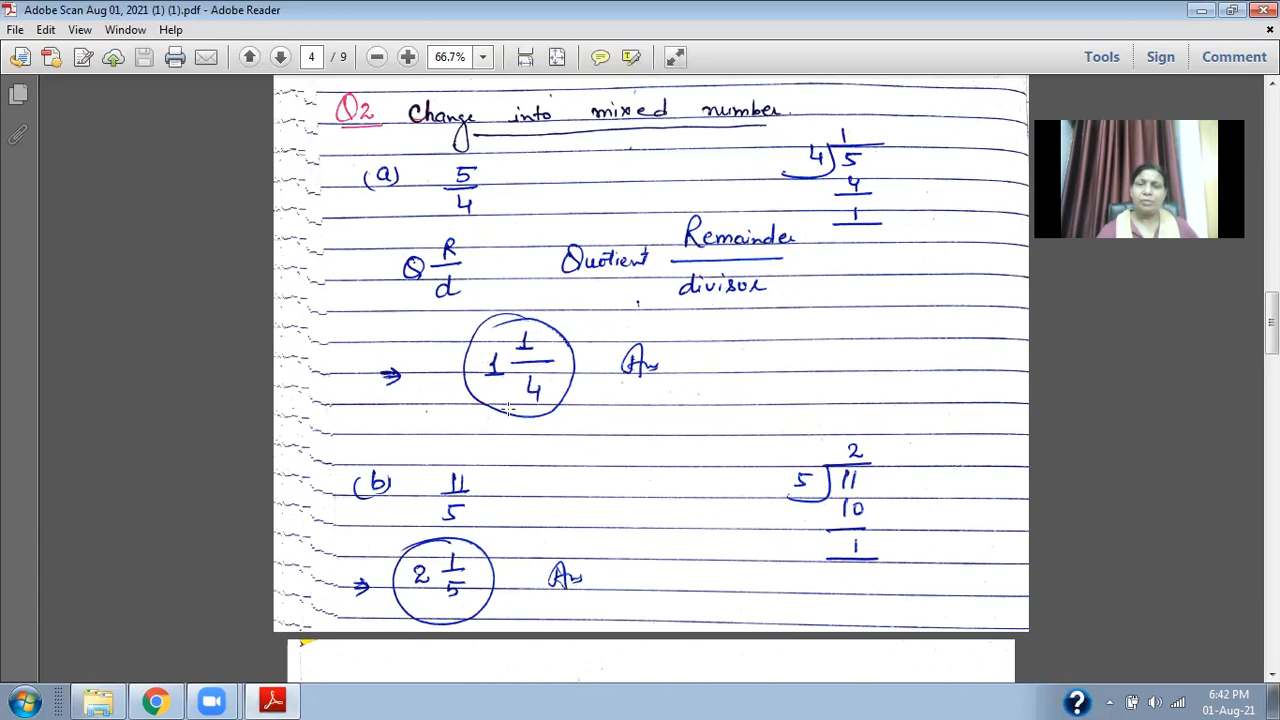 Adobe Scan Aug 01, 2021 (1) (1).pdf - Adobe Reader
File Edit View Window Help
4 / 9 66.7% Tools Sign Comment
Q2 Change into mixed number.
(a) 5/4
1
4 5
4
1
Q R/d Quotient Remainder/divisor
⇒ 1 1/4 Ans
(b) 11/5
2
5 11
10
1
⇒ 2 1/5 Ans
6:42 PM
01-Aug-21